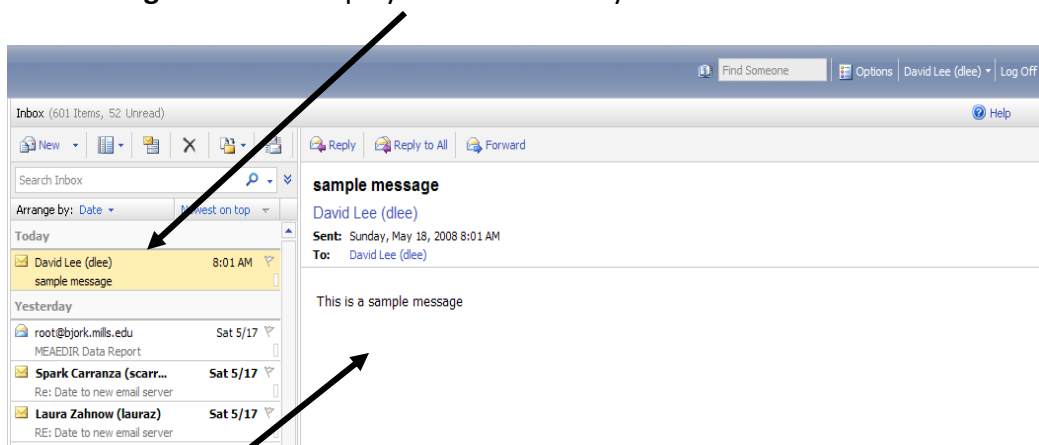 Find Someone Options David Lee (dlee) Log Off
Inbox (601 Items, 52 Unread) Help
New Reply Reply to All Forward
Search Inbox
sample message
Arrange by: Date Newest on top
David Lee (dlee)
Today
Sent: Sunday, May 18, 2008 8:01 AM
David Lee (dlee) 8:01 AM
To: David Lee (dlee)
sample message
Yesterday
This is a sample message
root@bjork.mills.edu Sat 5/17
MEAEDIR Data Report
Spark Carranza (scarr... Sat 5/17
Re: Date to new email server
Laura Zahnow (lauraz) Sat 5/17
RE: Date to new email server